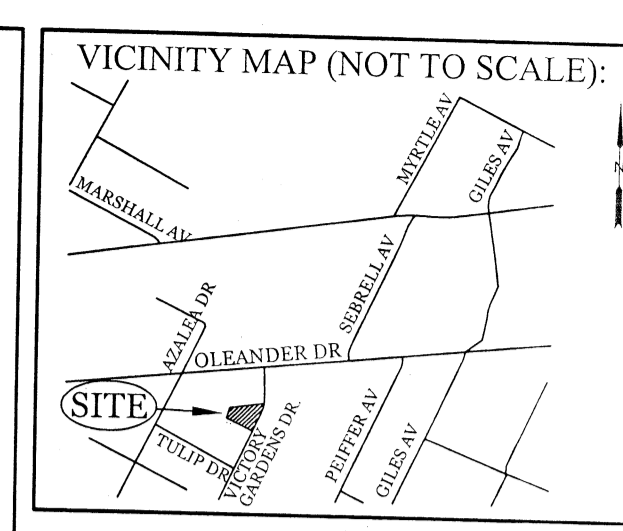 VICINITY MAP (NOT TO SCALE):
MYRTLE AV
GILES AV
N
MARSHALL AV
SEBRELL AV
AZALEA DR
OLEANDER DR
SITE
TULIP DR
VICTORY
GARDENS DR.
PEIFFER AV
GILES AV